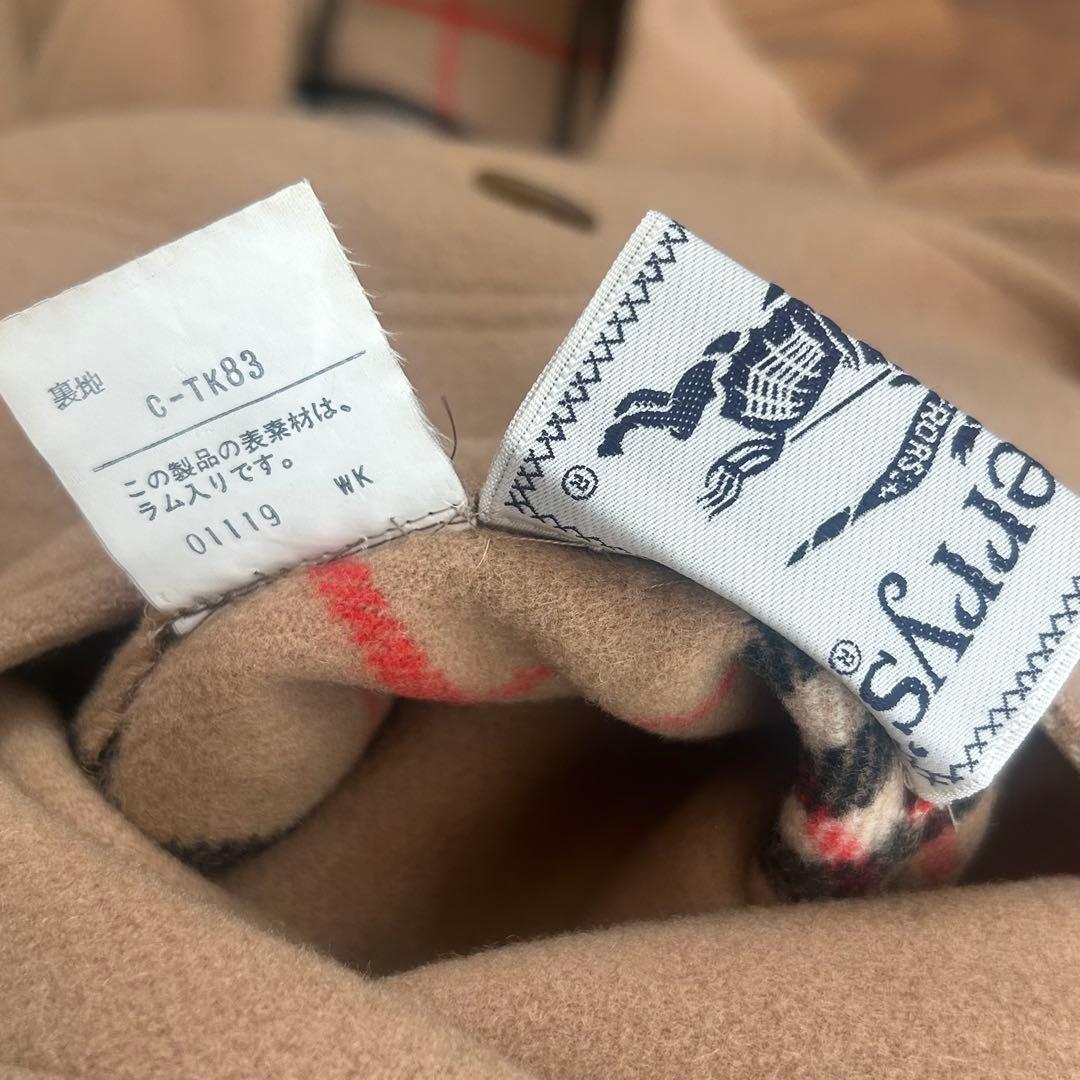 裏地 C-TK83
この製品の表素材は、
ラム入りです。
01119 WK
®
RORSA
erry's
®